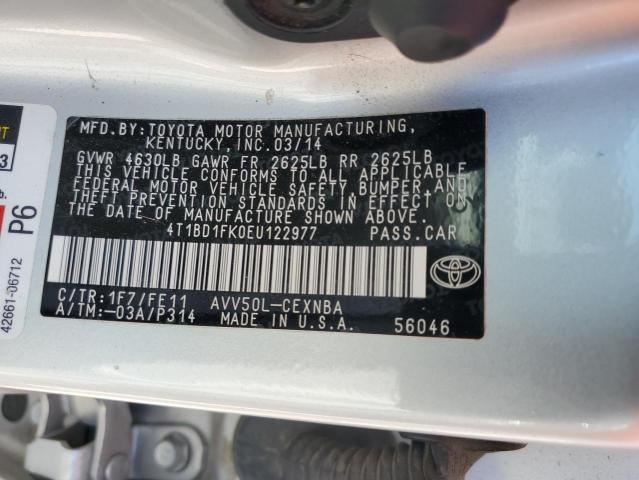 MFD.BY:TOYOTA MOTOR MANUFACTURING,
KENTUCKY,INC.03/14
GVWR 4630LB GAWR FR 2625LB RR 2625LB
THIS VEHICLE CONFORMS TO ALL APPLICABLE
FEDERAL MOTOR VEHICLE SAFETY,BUMPER,AND
THEFT PREVENTION STANDARDS IN EFFECT ON
THE DATE OF MANUFACTURE SHOWN ABOVE.
4T1BD1FK0EU122977 PASS.CAR
C/TR:1F7/FE11 AVV50L-CEXNBA
A/TM:-03A/P314 MADE IN U.S.A. 56046
3
P6
42661-06712